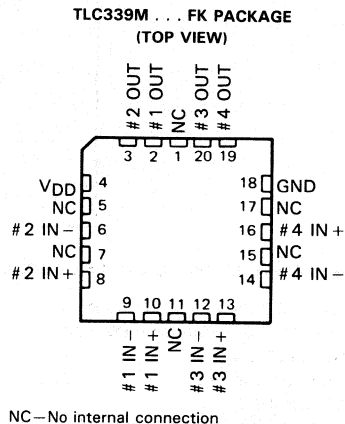 TLC339M . . . FK PACKAGE
(TOP VIEW)
#2 OUT
#1 OUT
NC
#3 OUT
#4 OUT
3 2 1 20 19
VDD 4
NC 5
#2 IN− 6
NC 7
#2 IN+ 8
18 GND
17 NC
16 #4 IN+
15 NC
14 #4 IN−
9 10 11 12 13
#1 IN−
#1 IN+
NC
#3 IN−
#3 IN+
NC—No internal connection